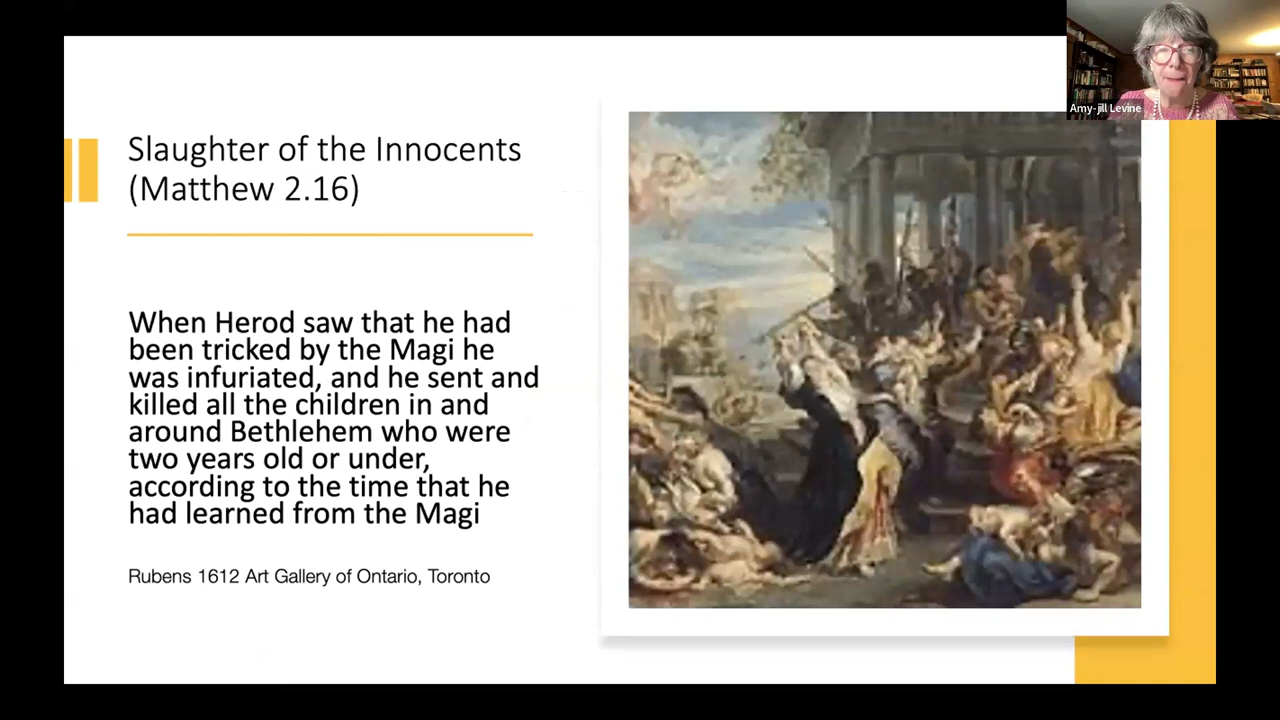 Amy-jill Levine
Slaughter of the Innocents
(Matthew 2.16)
When Herod saw that he had
been tricked by the Magi he
was infuriated, and he sent and
killed all the children in and
around Bethlehem who were
two years old or under,
according to the time that he
had learned from the Magi
Rubens 1612 Art Gallery of Ontario, Toronto